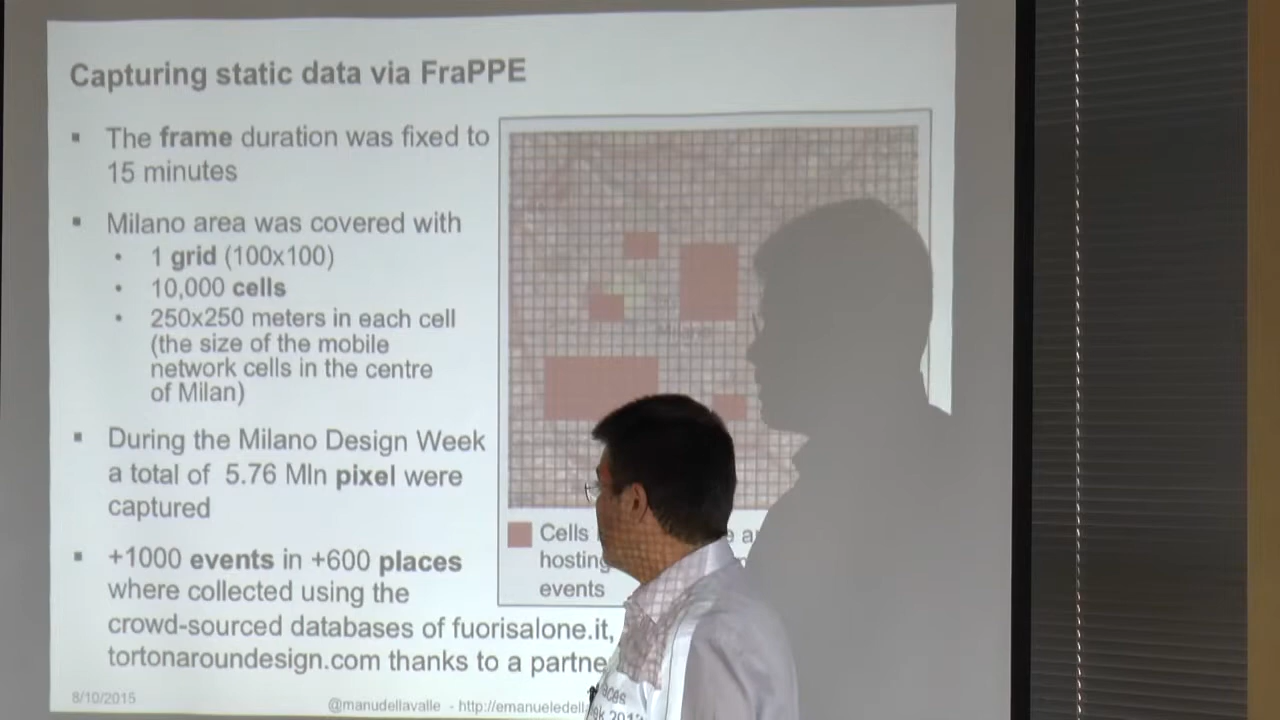 Capturing static data via FraPPE
▪ The frame duration was fixed to
15 minutes
▪ Milano area was covered with
• 1 grid (100x100)
• 10,000 cells
• 250x250 meters in each cell
(the size of the mobile
network cells in the centre
of Milan)
▪ During the Milano Design Week
a total of 5.76 Mln pixel were
captured
▪ +1000 events in +600 places
where collected using the
crowd-sourced databases of fuorisalone.it,
tortonaroundesign.com thanks to a partne
Cells
hosting
events
8/10/2015
@manudellavalle - http://emanueledella